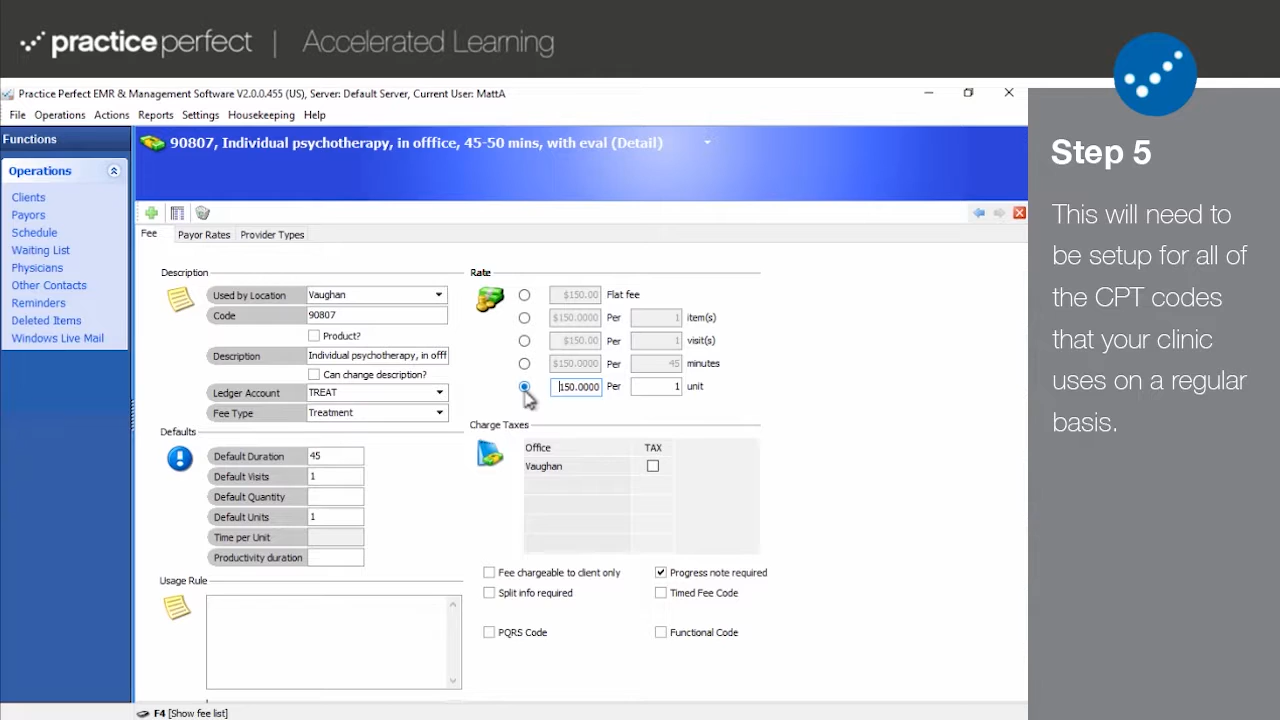 practiceperfect | Accelerated Learning
Practice Perfect EMR & Management Software V2.0.0.455 (US), Server: Default Server, Current User: MattA
File Operations Actions Reports Settings Housekeeping Help
Functions
Operations
Clients
Payors
Schedule
Waiting List
Physicians
Other Contacts
Reminders
Deleted Items
Windows Live Mail
90807, Individual psychotherapy, in offfice, 45-50 mins, with eval (Detail)
Fee Payor Rates Provider Types
Description
Used by Location Vaughan
Code 90807
Product?
Description Individual psychotherapy, in offf
Can change description?
Ledger Account TREAT
Fee Type Treatment
Defaults
Default Duration 45
Default Visits 1
Default Quantity
Default Units 1
Time per Unit
Productivity duration
Usage Rule
Rate
$150.00 Flat fee
$150.0000 Per 1 item(s)
$150.00 Per 1 visit(s)
$150.0000 Per 45 minutes
150.0000 Per 1 unit
Charge Taxes
Office TAX
Vaughan
Fee chargeable to client only Progress note required
Split info required Timed Fee Code
PQRS Code Functional Code
F4 [Show fee list]
Step 5
This will need to
be setup for all of
the CPT codes
that your clinic
uses on a regular
basis.